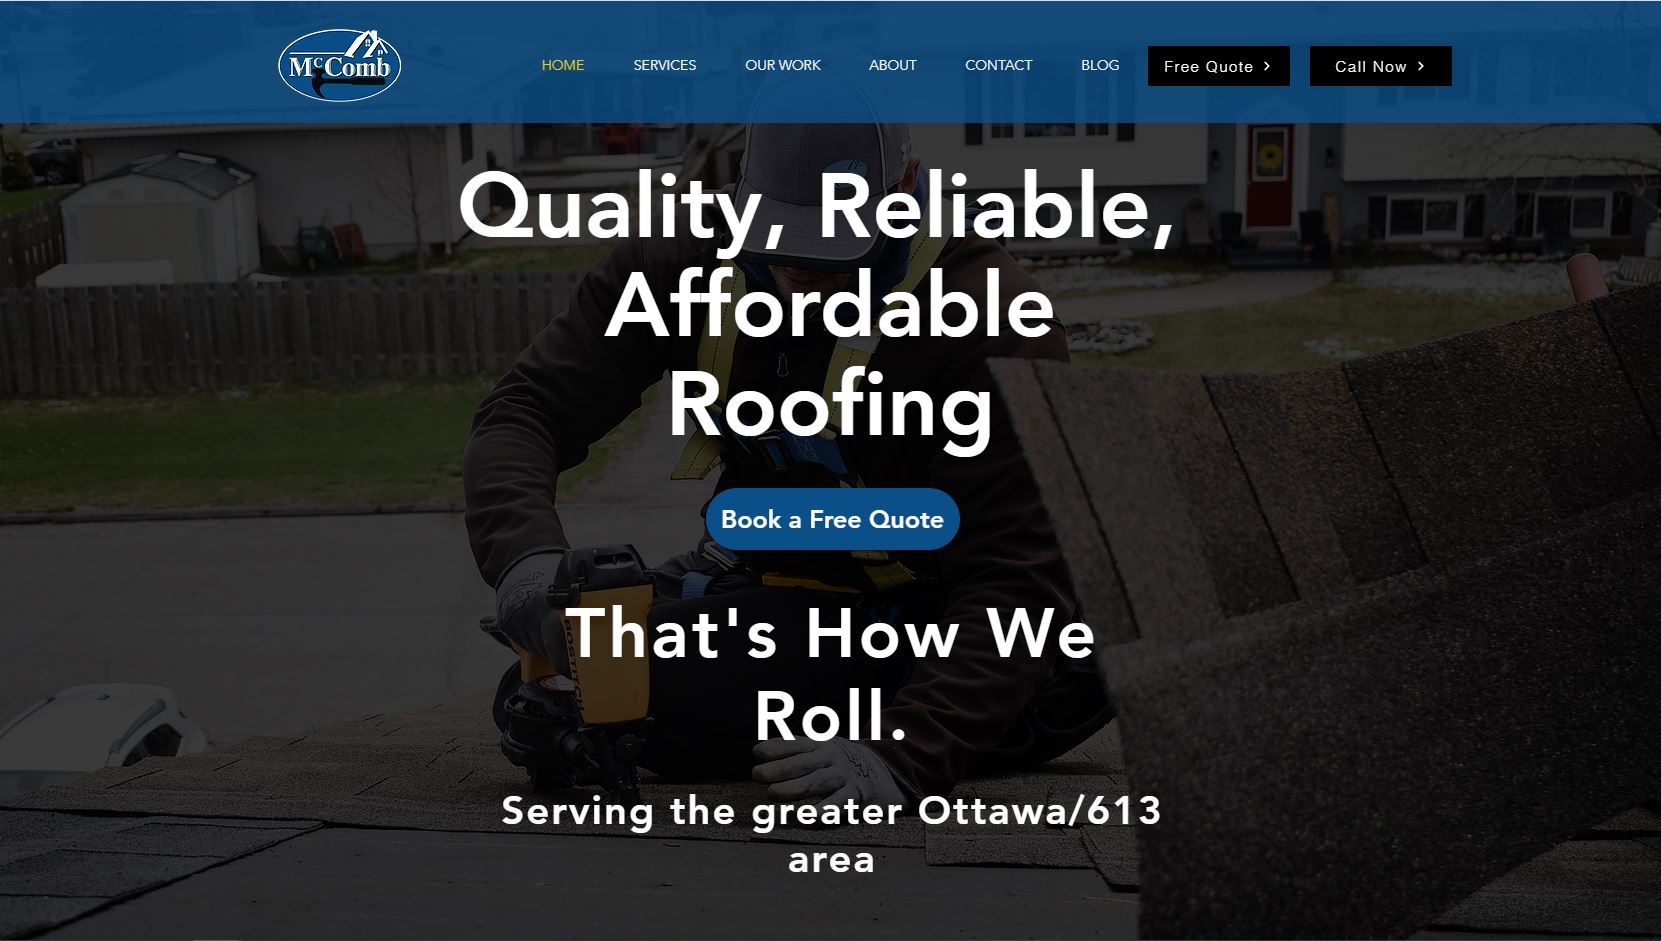 McComb
HOME SERVICES OUR WORK ABOUT CONTACT BLOG Free Quote Call Now
Quality, Reliable,
Affordable
Roofing
Book a Free Quote
BOSTITCH
That's How We
Roll.
Serving the greater Ottawa/613
area